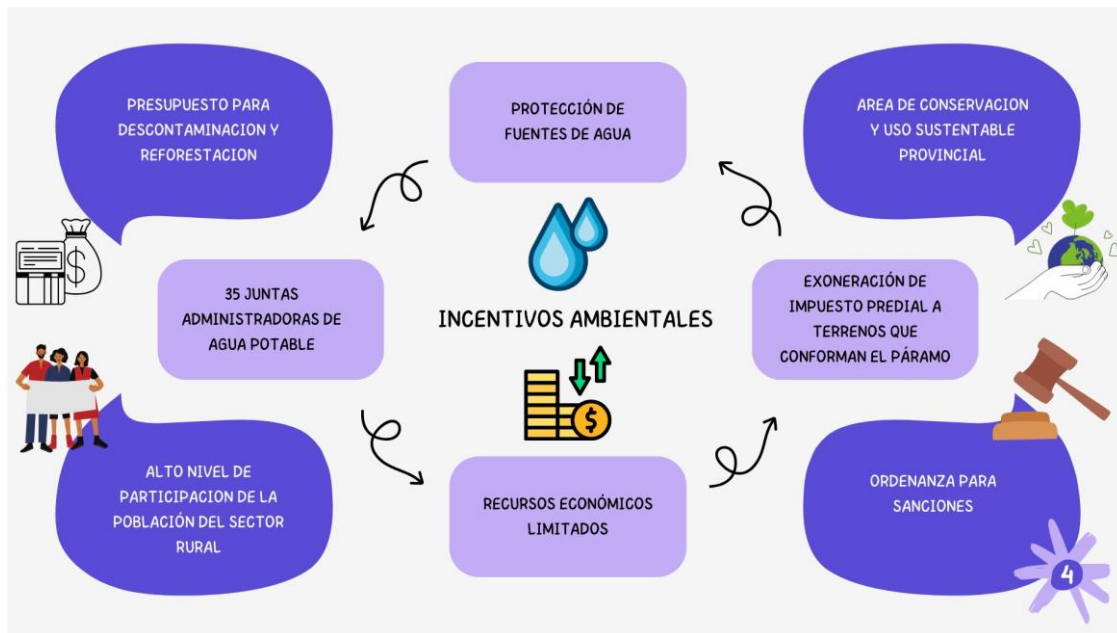 PRESUPUESTO PARA
DESCONTAMINACION Y
REFORESTACION
PROTECCIÓN DE
FUENTES DE AGUA
AREA DE CONSERVACION
Y USO SUSTENTABLE
PROVINCIAL
$
35 JUNTAS
ADMINISTRADORAS DE
AGUA POTABLE
INCENTIVOS AMBIENTALES
EXONERACIÓN DE
IMPUESTO PREDIAL A
TERRENOS QUE
CONFORMAN EL PÁRAMO
$
ALTO NIVEL DE
PARTICIPACION DE LA
POBLACIÓN DEL SECTOR
RURAL
RECURSOS ECONÓMICOS
LIMITADOS
ORDENANZA PARA
SANCIONES
4